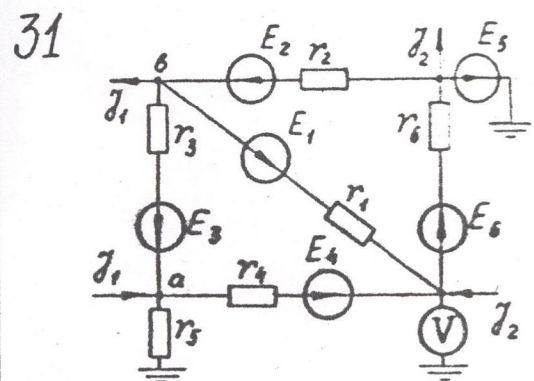 31
E₂ r₂ J₂ E₅
в
J₁ r₃ E₁ r₆
r₁
E₃ E₄ E₆
J₁ a r₄ J₂
r₅ V